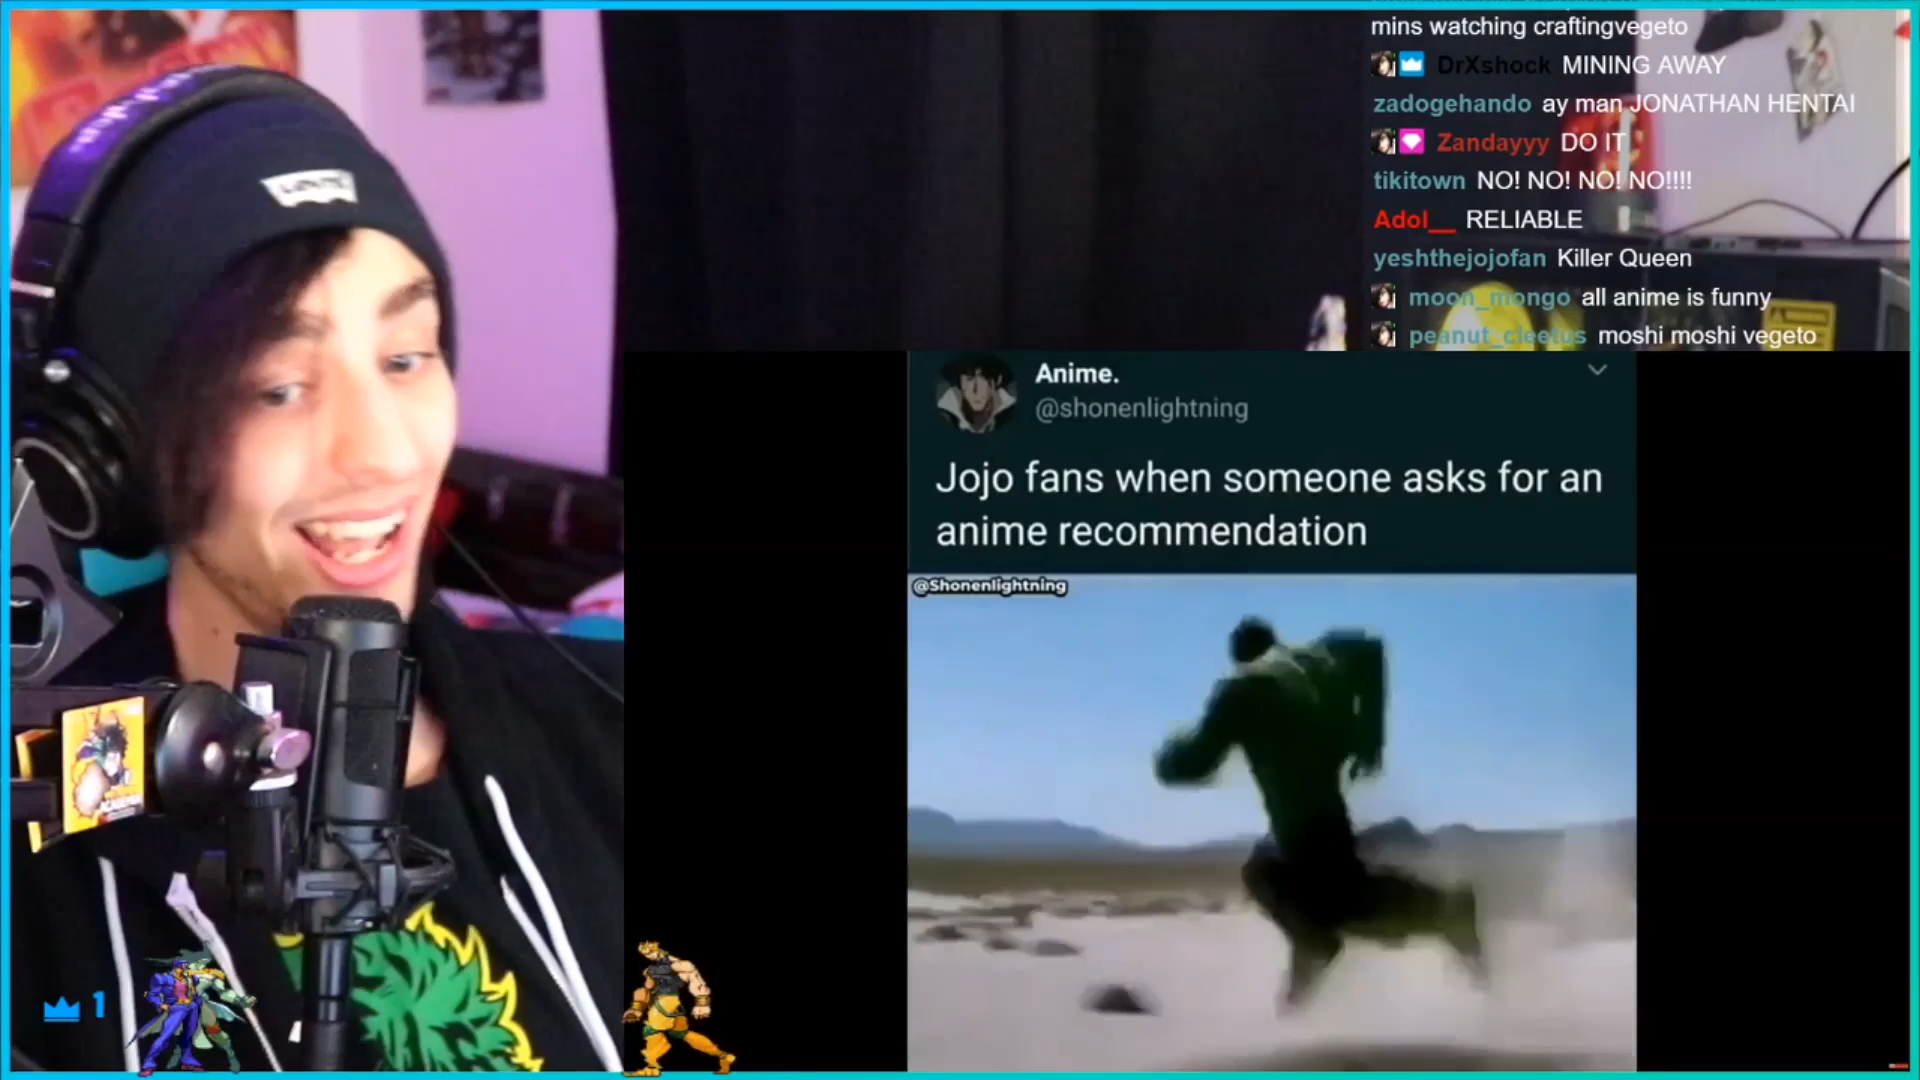 mins watching craftingvegeto
DrXshock MINING AWAY
zadogehando ay man JONATHAN HENTAI
Zandayyy DO IT
tikitown NO! NO! NO! NO!!!!
Adol__ RELIABLE
yeshthejojofan Killer Queen
moon_mongo all anime is funny
peanut_cleetus moshi moshi vegeto
Anime.
@shonenlightning
Jojo fans when someone asks for an
anime recommendation
@Shonenlightning
1